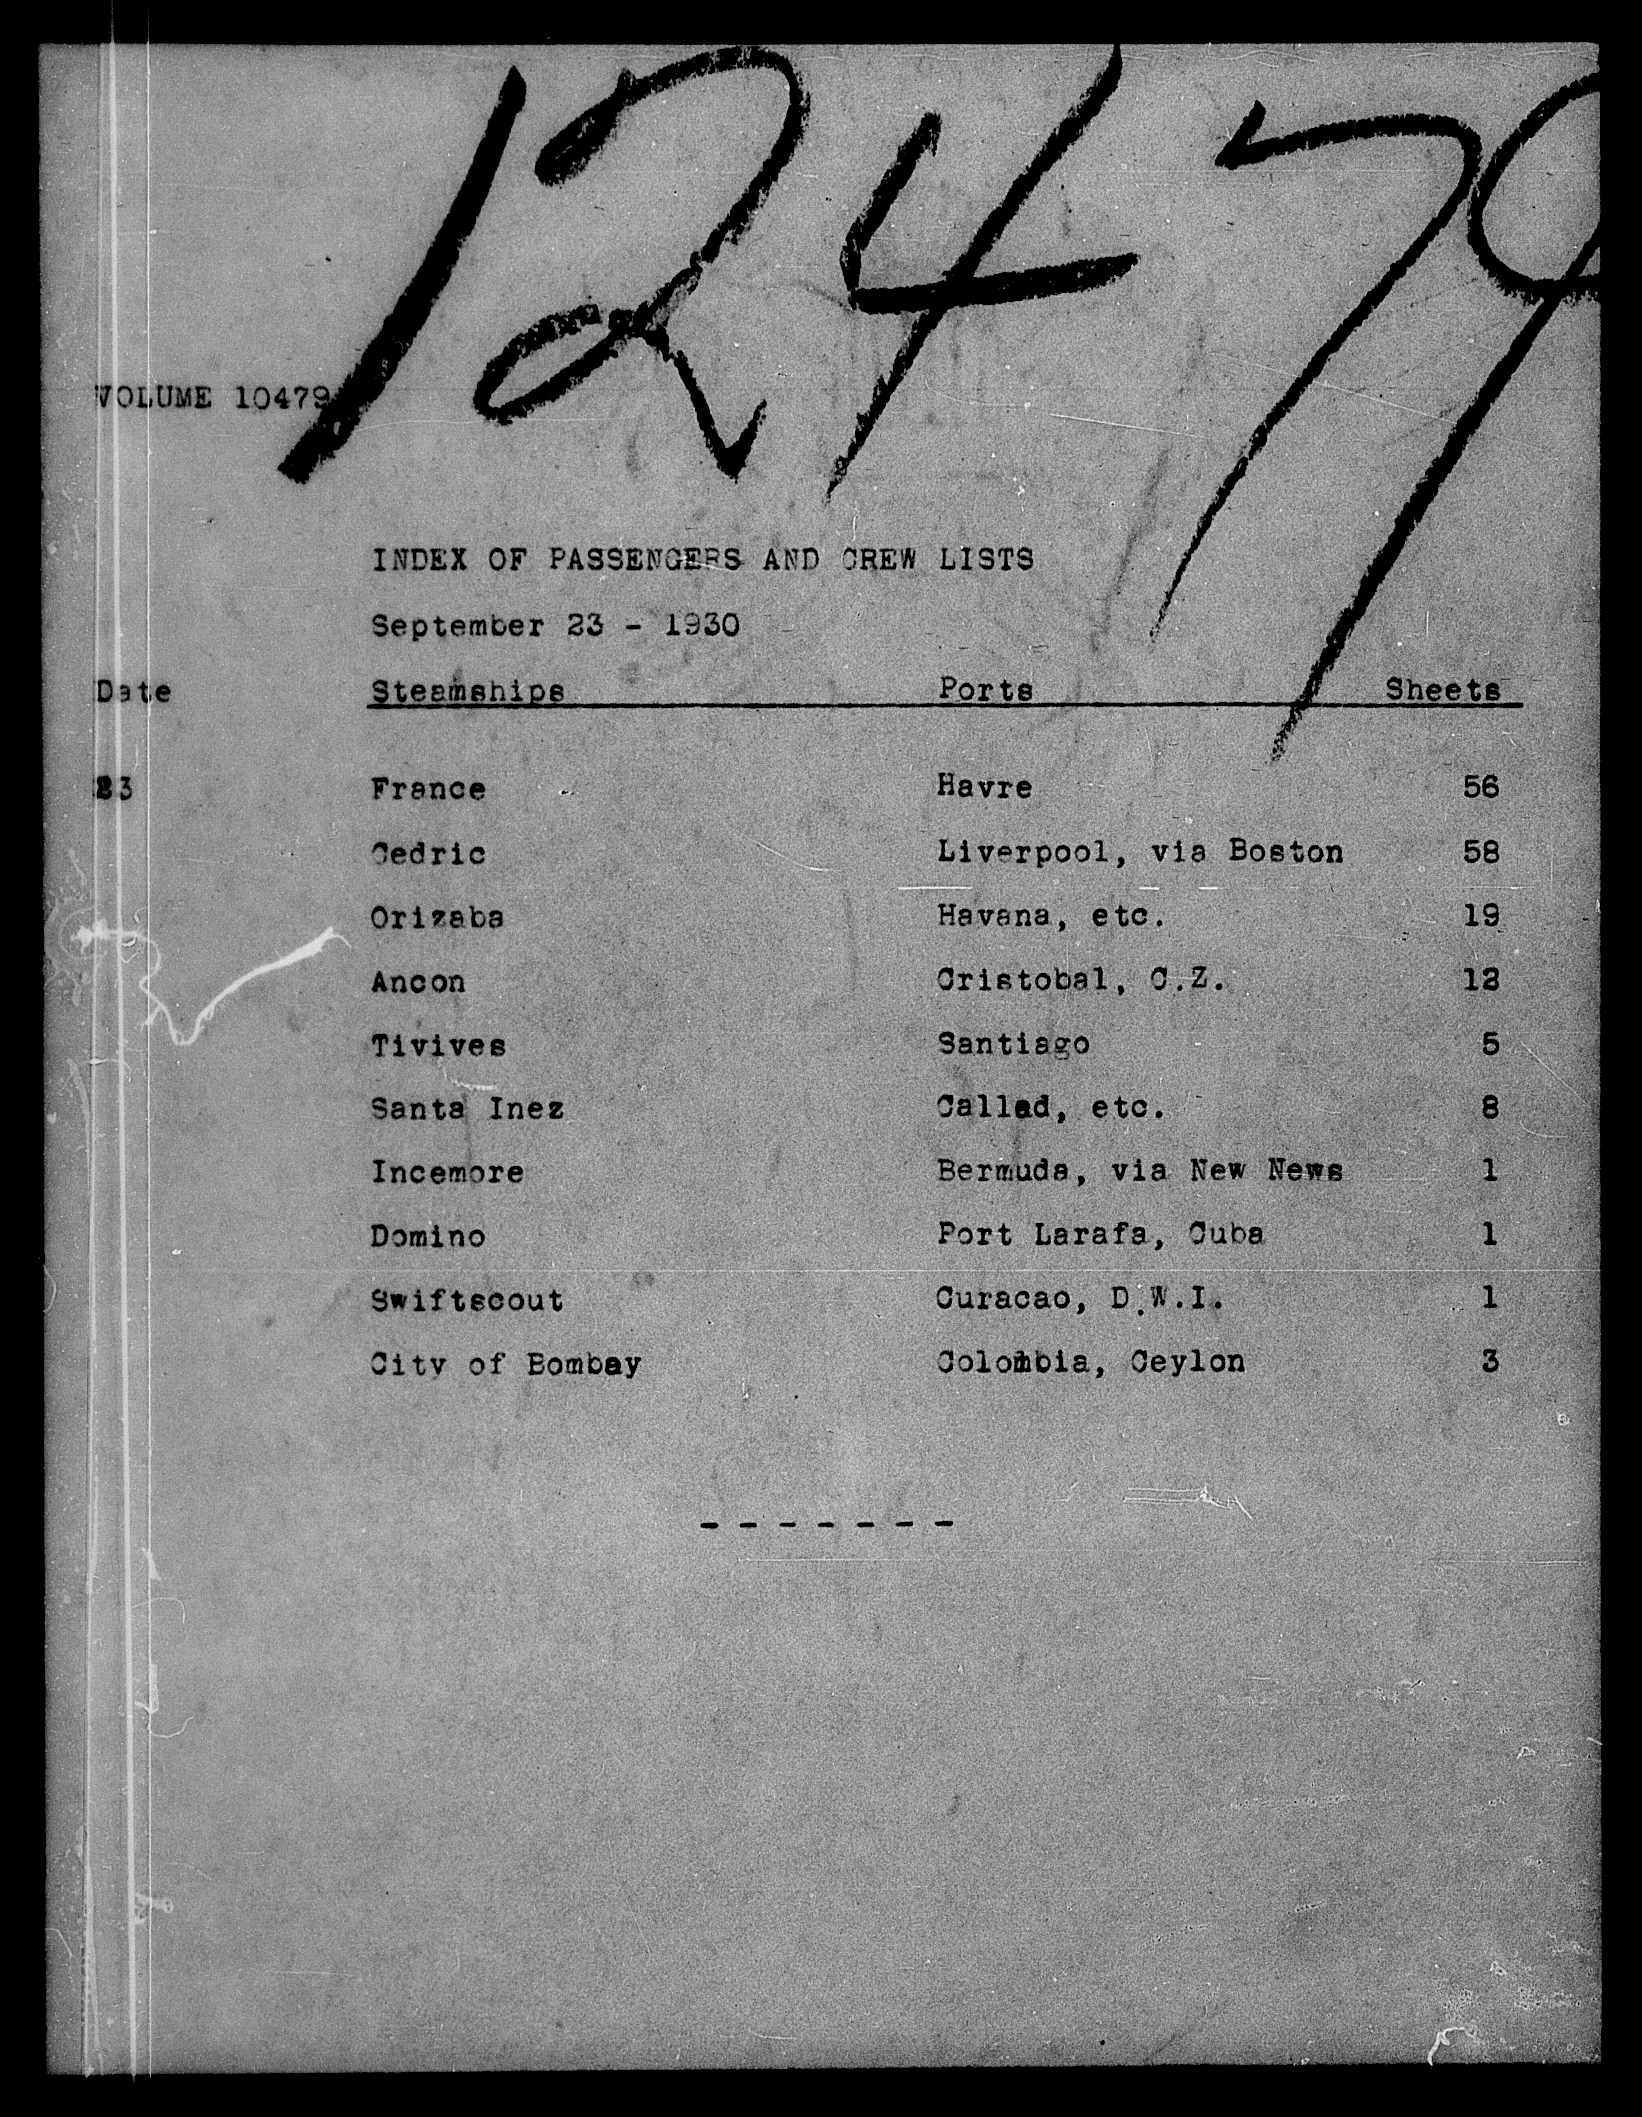 12479
VOLUME 10479
INDEX OF PASSENGERS AND CREW LISTS
September 23 - 1930
Date Steamships Ports Sheets
23 France Havre 56
Cedric Liverpool, via Boston 58
Orizaba Havana, etc. 19
Ancon Cristobal, C.Z. 12
Tivives Santiago 5
Santa Inez Callad, etc. 8
Incemore Bermuda, via New News 1
Domino Port Larafa, Cuba 1
Swiftscout Curacao, D.W.I. 1
City of Bombay Colombia, Ceylon 3
- - - - - - -